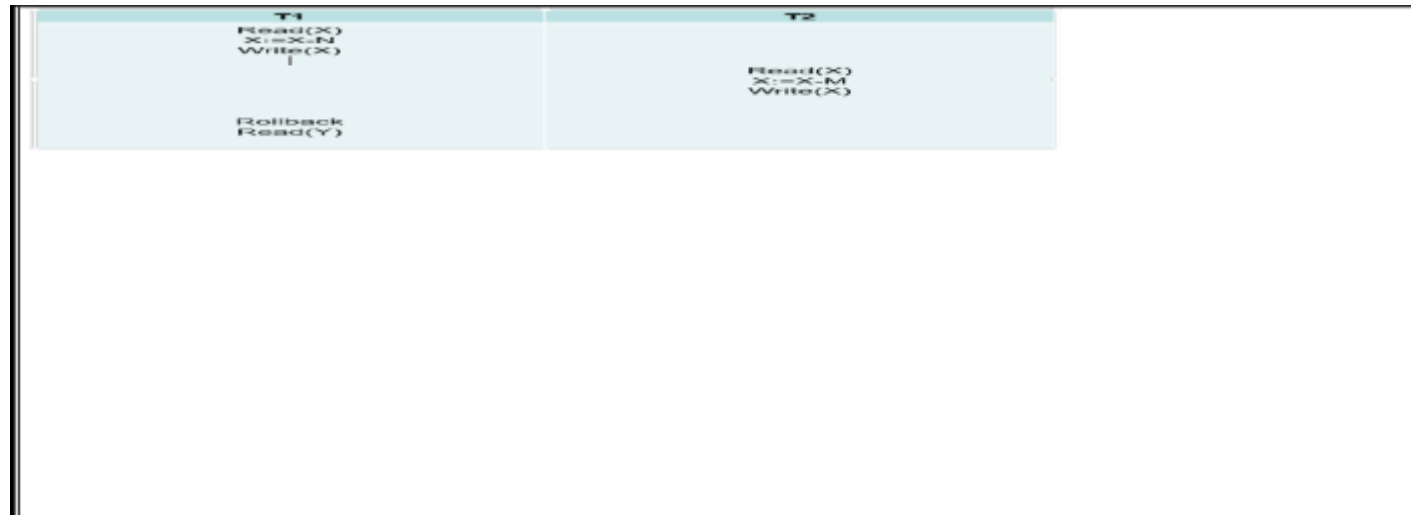 T1 T2
Read(X)
X:=X-N
Write(X)
Read(X)
X:=X-M
Write(X)
Rollback
Read(Y)